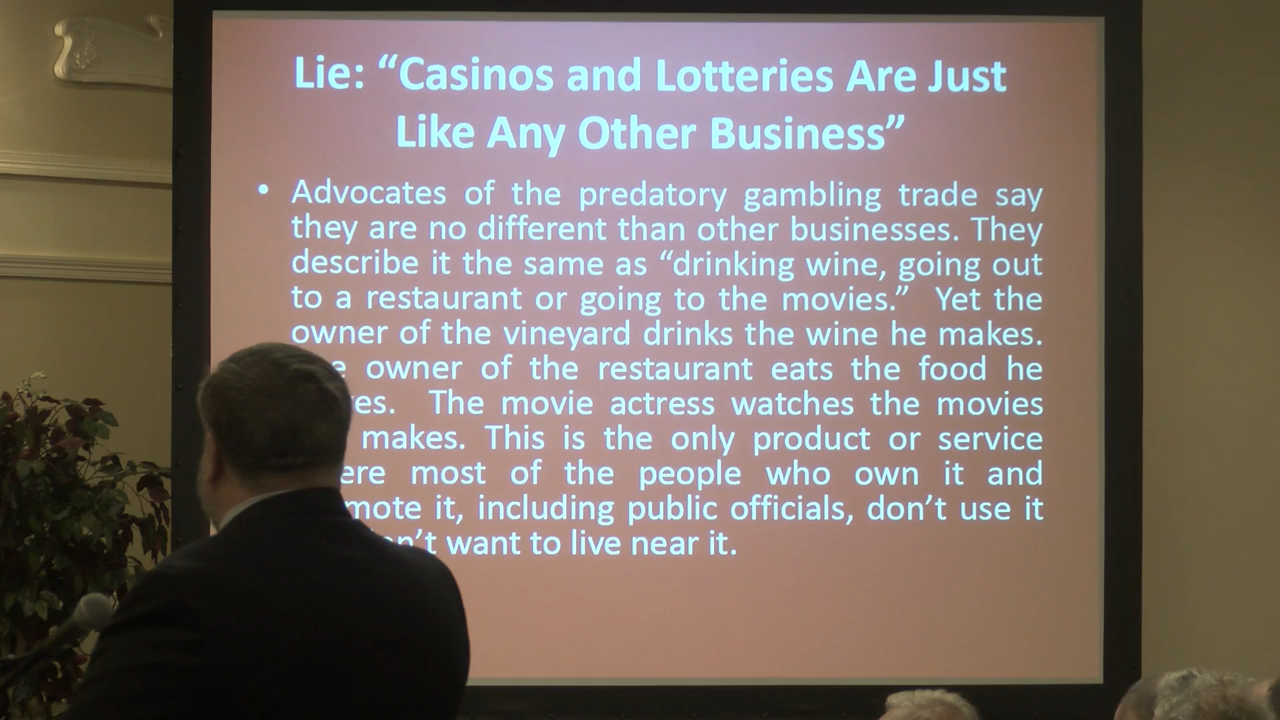 Lie: “Casinos and Lotteries Are Just
Like Any Other Business”
• Advocates of the predatory gambling trade say
they are no different than other businesses. They
describe it the same as “drinking wine, going out
to a restaurant or going to the movies.” Yet the
owner of the vineyard drinks the wine he makes.
owner of the restaurant eats the food he
The movie actress watches the movies
makes. This is the only product or service
most of the people who own it and
it, including public officials, don’t use it
want to live near it.